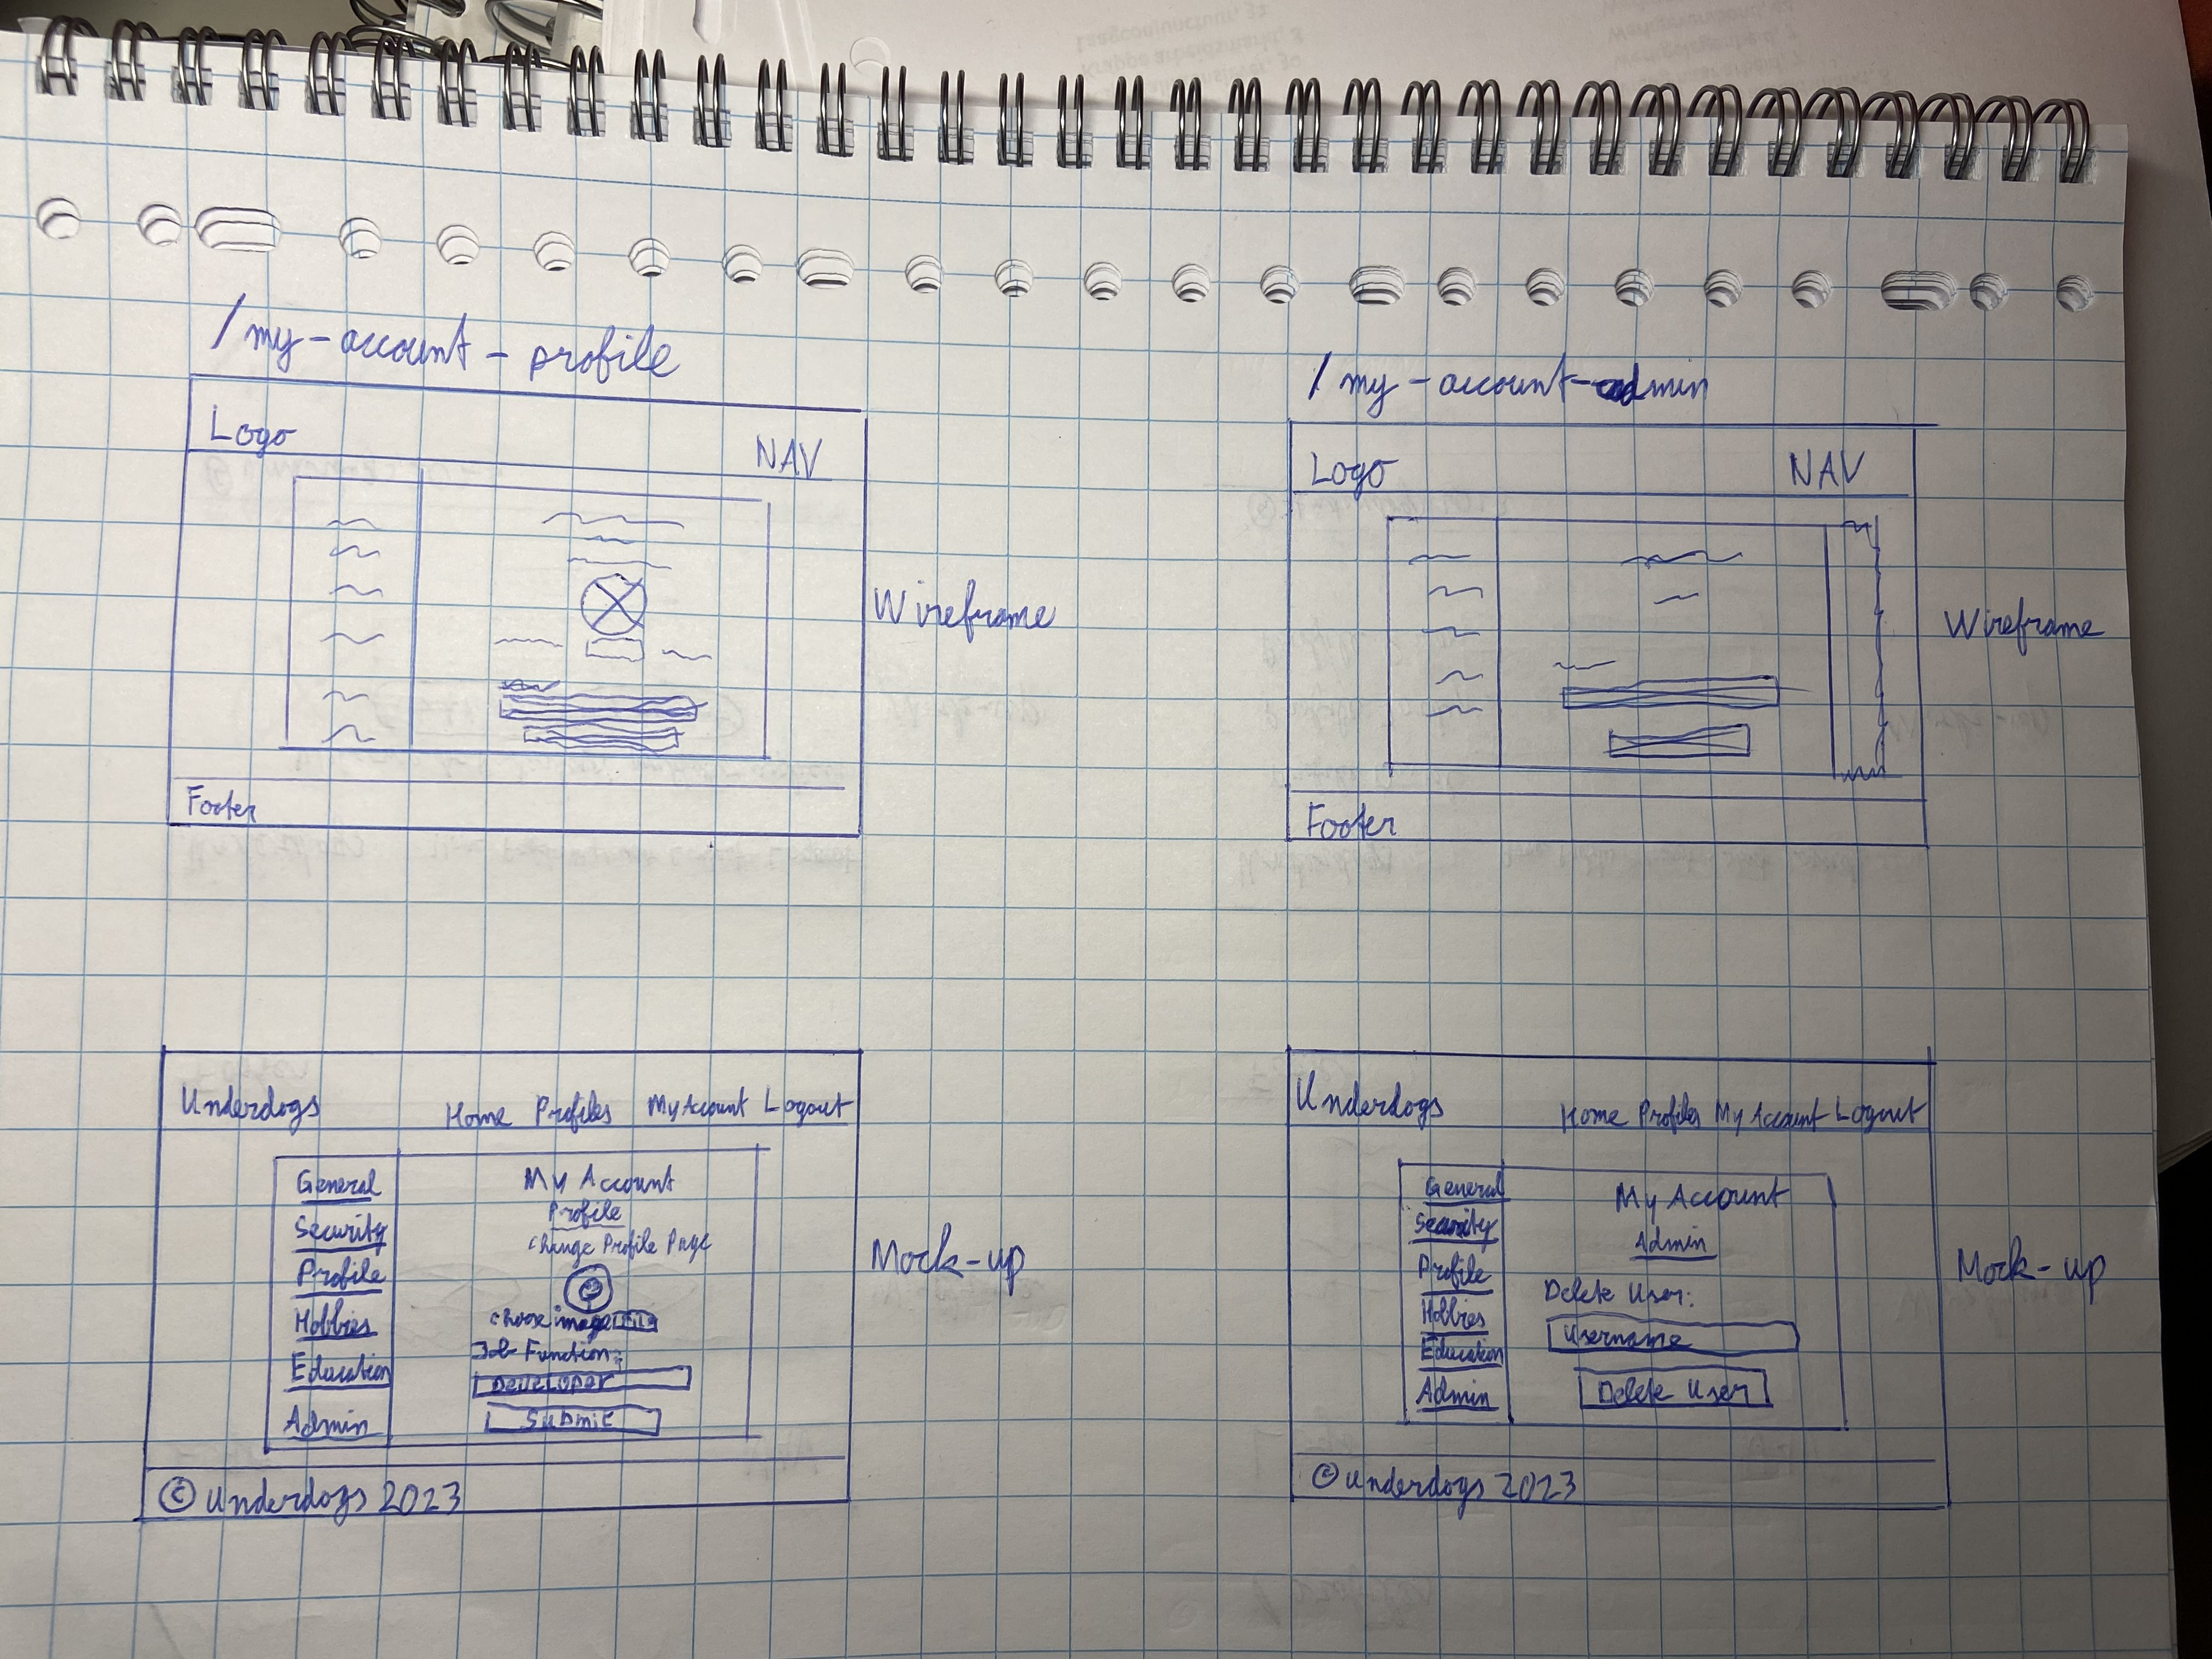 /my-account-profile
Logo
NAV
Footer
Wireframe
Underdogs Home Profiles My Account Logout
General
Security
Profile
Hobbies
Education
Admin
My Account
Profile
Change Profile Page
Choose image
Job Function:
Developer
Submit
© Underdogs 2023
Mock-up
/my-account-admin
Logo
NAV
Footer
Wireframe
Underdogs Home Profiles My Account Logout
General
Security
Profile
Hobbies
Education
Admin
My Account
Admin
Delete User:
Username
Delete User
© Underdogs 2023
Mock-up